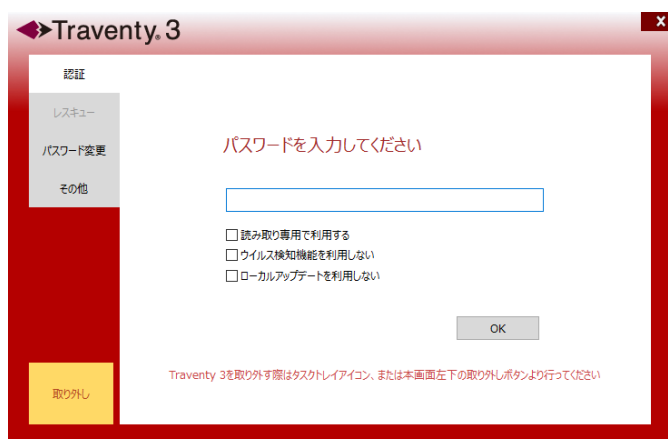 Traventy. 3
X
認証
レスキュー
パスワード変更
その他
パスワードを入力してください
読み取り専用で利用する
ウイルス検知機能を利用しない
ローカルアップデートを利用しない
OK
Traventy 3を取り外す際はタスクトレイアイコン、または本画面左下の取り外しボタンより行ってください
取り外し